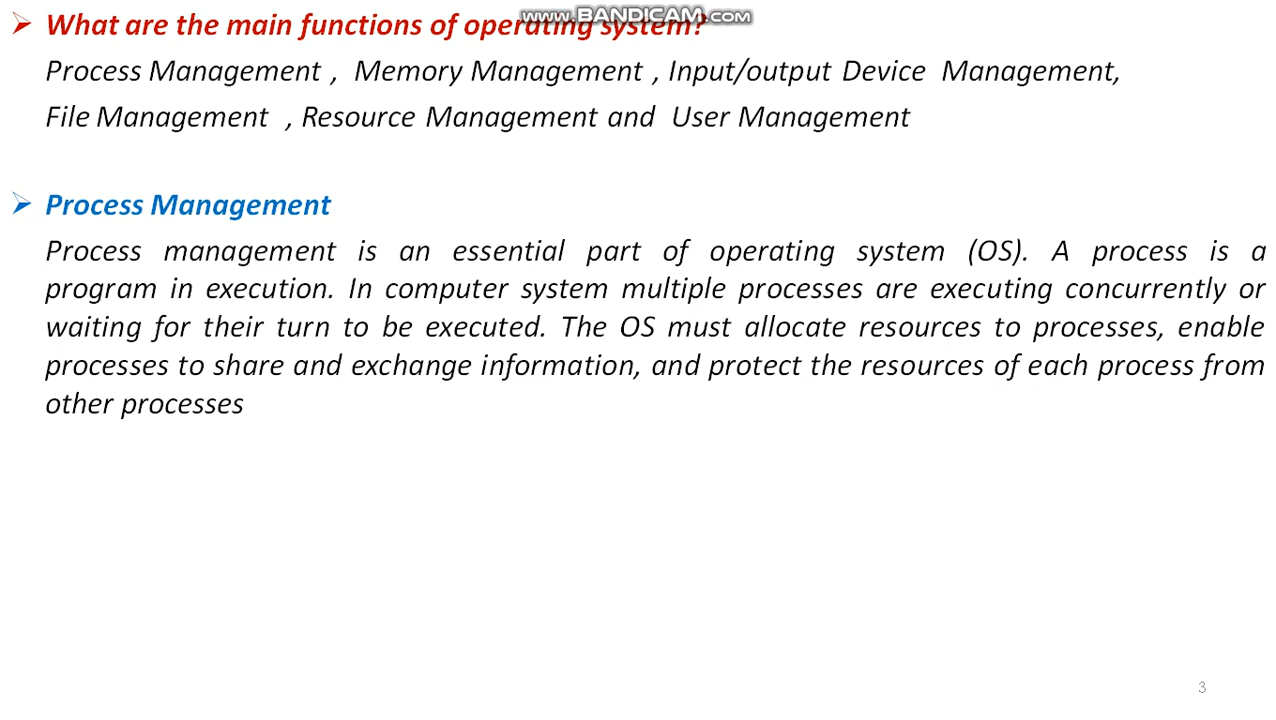 www.BANDICAM.com
➢ What are the main functions of operating system?
Process Management , Memory Management , Input/output Device Management,
File Management , Resource Management and User Management
➢ Process Management
Process management is an essential part of operating system (OS). A process is a
program in execution. In computer system multiple processes are executing concurrently or
waiting for their turn to be executed. The OS must allocate resources to processes, enable
processes to share and exchange information, and protect the resources of each process from
other processes
3